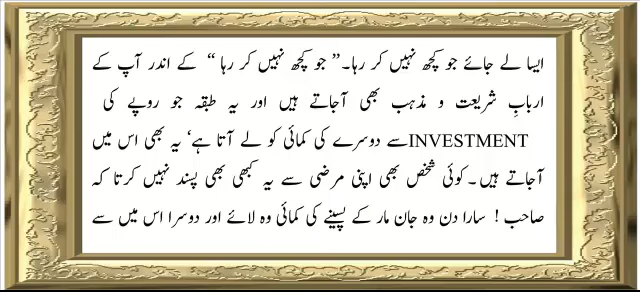 ایسا لے جائے جو کچھ نہیں کر رہا۔” جو کچھ نہیں کر رہا “ کے اندر آپ کے
اربابِ شریعت و مذہب بھی آجاتے ہیں اور یہ طبقہ جو روپے کی
INVESTMENTسے دوسرے کی کمائی کو لے آتا ہے‘ یہ بھی اس میں
آجاتے ہیں۔کوئی شخص بھی اپنی مرضی سے یہ کبھی بھی پسند نہیں کرتا کہ
صاحب ! سارا دن وہ جان مار کے پسینے کی کمائی وہ لائے اور دوسرا اس میں سے